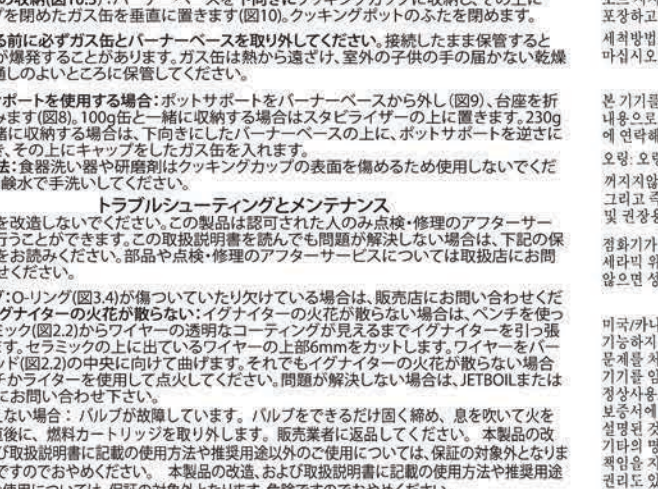 の収納(図10.3):バーナーベースを下向きにクッキングカップに収納し、その上に
プを閉めたガス缶を垂直に置きます(図10)。クッキングポットのふたを閉めます。
る前に必ずガス缶とバーナーベースを取り外してください。接続したまま保管すると
が爆発することがあります。ガス缶は熱から遠ざけ、室外の子供の手の届かない乾燥
通しのよいところに保管してください。
サポートを使用する場合:ポットサポートをバーナーベースから外し(図9)、台座を折
みます(図8)。100g缶と一緒に収納する場合はスタビライザーの上に置きます。230g
緒に収納する場合は、下向きにしたバーナーベースの上に、ポットサポートを逆さに
き、その上にキャップをしたガス缶を入れます。
法:食器洗い器や研磨剤はクッキングカップの表面を傷めるため使用しないでくだ
鹸水で手洗いしてください。
トラブルシューティングとメンテナンス
を改造しないでください。この製品は認可された人のみ点検・修理のアフターサー
行うことができます。この取扱説明書を読んでも問題が解決しない場合は、下記の保
をお読みください。部品や点検・修理のアフターサービスについては取扱店にお問
せください。
グ:O-リング(図3.4)が傷ついていたり欠けている場合は、販売店にお問い合わせくだ
グナイターの火花が散らない:イグナイターの火花が散らない場合は、ペンチを使っ
ミック(図2.2)からワイヤーの透明なコーティングが見えるまでイグナイターを引っ張
ます。セラミックの上に出ているワイヤーの上部6mmをカットします。ワイヤーをバー
ッド(図2.2)の中央に向けて曲げます。それでもイグナイターの火花が散らない場合
チかライターを使用して点火してください。問題が解決しない場合は、JETBOILまたは
にお問い合わせ下さい。
えない場合: バルブが故障しています。 バルブをできるだけ固く締め、 息を吹いて火を
直後に、 燃料カートリッジを取り外します。 販売業者に返品してください。 本製品の改
び取扱説明書に記載の使用方法や推奨用途以外のご使用については、保証の対象外となりま
ですのでおやめください。 本製品の改造、および取扱説明書に記載の使用方法や推奨用途
の使用については、保証の対象外となります。危険ですのでおやめください。
포장하고
세척방법
마십시오
본 기기를
내용으로
에 연락해
오링: 오링
꺼지지않
그리고 즉
및 권장용
점화기가
세라믹 위
않으면 성
미국/카나
기능하지
문제를 처
기기를 임
정상사용
보증서에
설명된 것
기타의 명
책임을 지
권리도 있